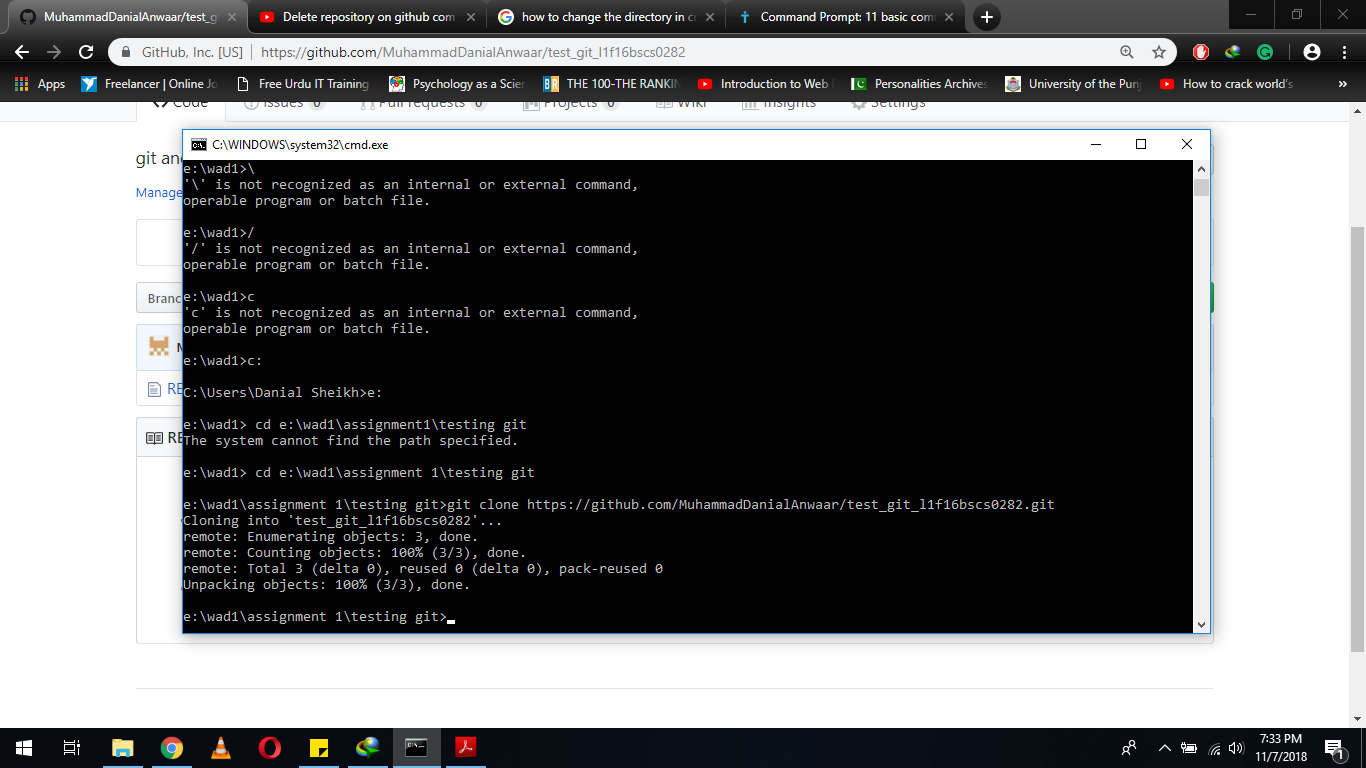 MuhammadDanialAnwaar/test_g
Delete repository on github com
how to change the directory in c
Command Prompt: 11 basic com
GitHub, Inc. [US] | https://github.com/MuhammadDanialAnwaar/test_git_l1f16bscs0282
Apps
Freelancer | Online Jo
Free Urdu IT Training
Psychology as a Scien
THE 100-THE RANKIN
Introduction to Web
Personalities Archives
University of the Punj
How to crack world's
»
Code
Issues 0
Pull requests 0
Projects 0
Wiki
Insights
Settings
git an
Manage
Branc
M
RE
RE
C:\WINDOWS\system32\cmd.exe
e:\wad1>\
'\' is not recognized as an internal or external command,
operable program or batch file.
e:\wad1>/
'/' is not recognized as an internal or external command,
operable program or batch file.
e:\wad1>c
'c' is not recognized as an internal or external command,
operable program or batch file.
e:\wad1>c:
C:\Users\Danial Sheikh>e:
e:\wad1> cd e:\wad1\assignment1\testing git
The system cannot find the path specified.
e:\wad1> cd e:\wad1\assignment 1\testing git
e:\wad1\assignment 1\testing git>git clone https://github.com/MuhammadDanialAnwaar/test_git_l1f16bscs0282.git
Cloning into 'test_git_l1f16bscs0282'...
remote: Enumerating objects: 3, done.
remote: Counting objects: 100% (3/3), done.
remote: Total 3 (delta 0), reused 0 (delta 0), pack-reused 0
Unpacking objects: 100% (3/3), done.
e:\wad1\assignment 1\testing git>
7:33 PM
11/7/2018
1